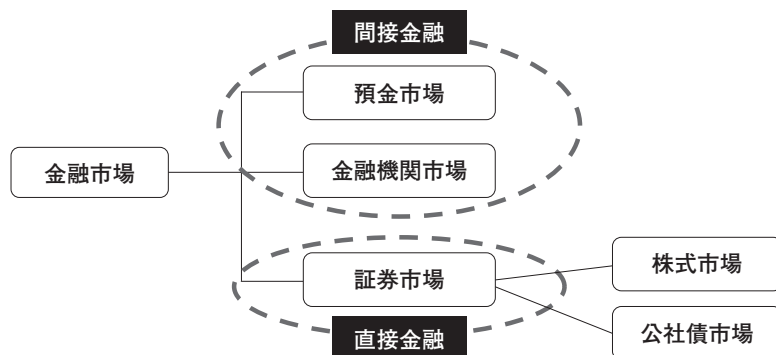 間接金融
預金市場
金融市場
金融機関市場
証券市場
株式市場
直接金融
公社債市場